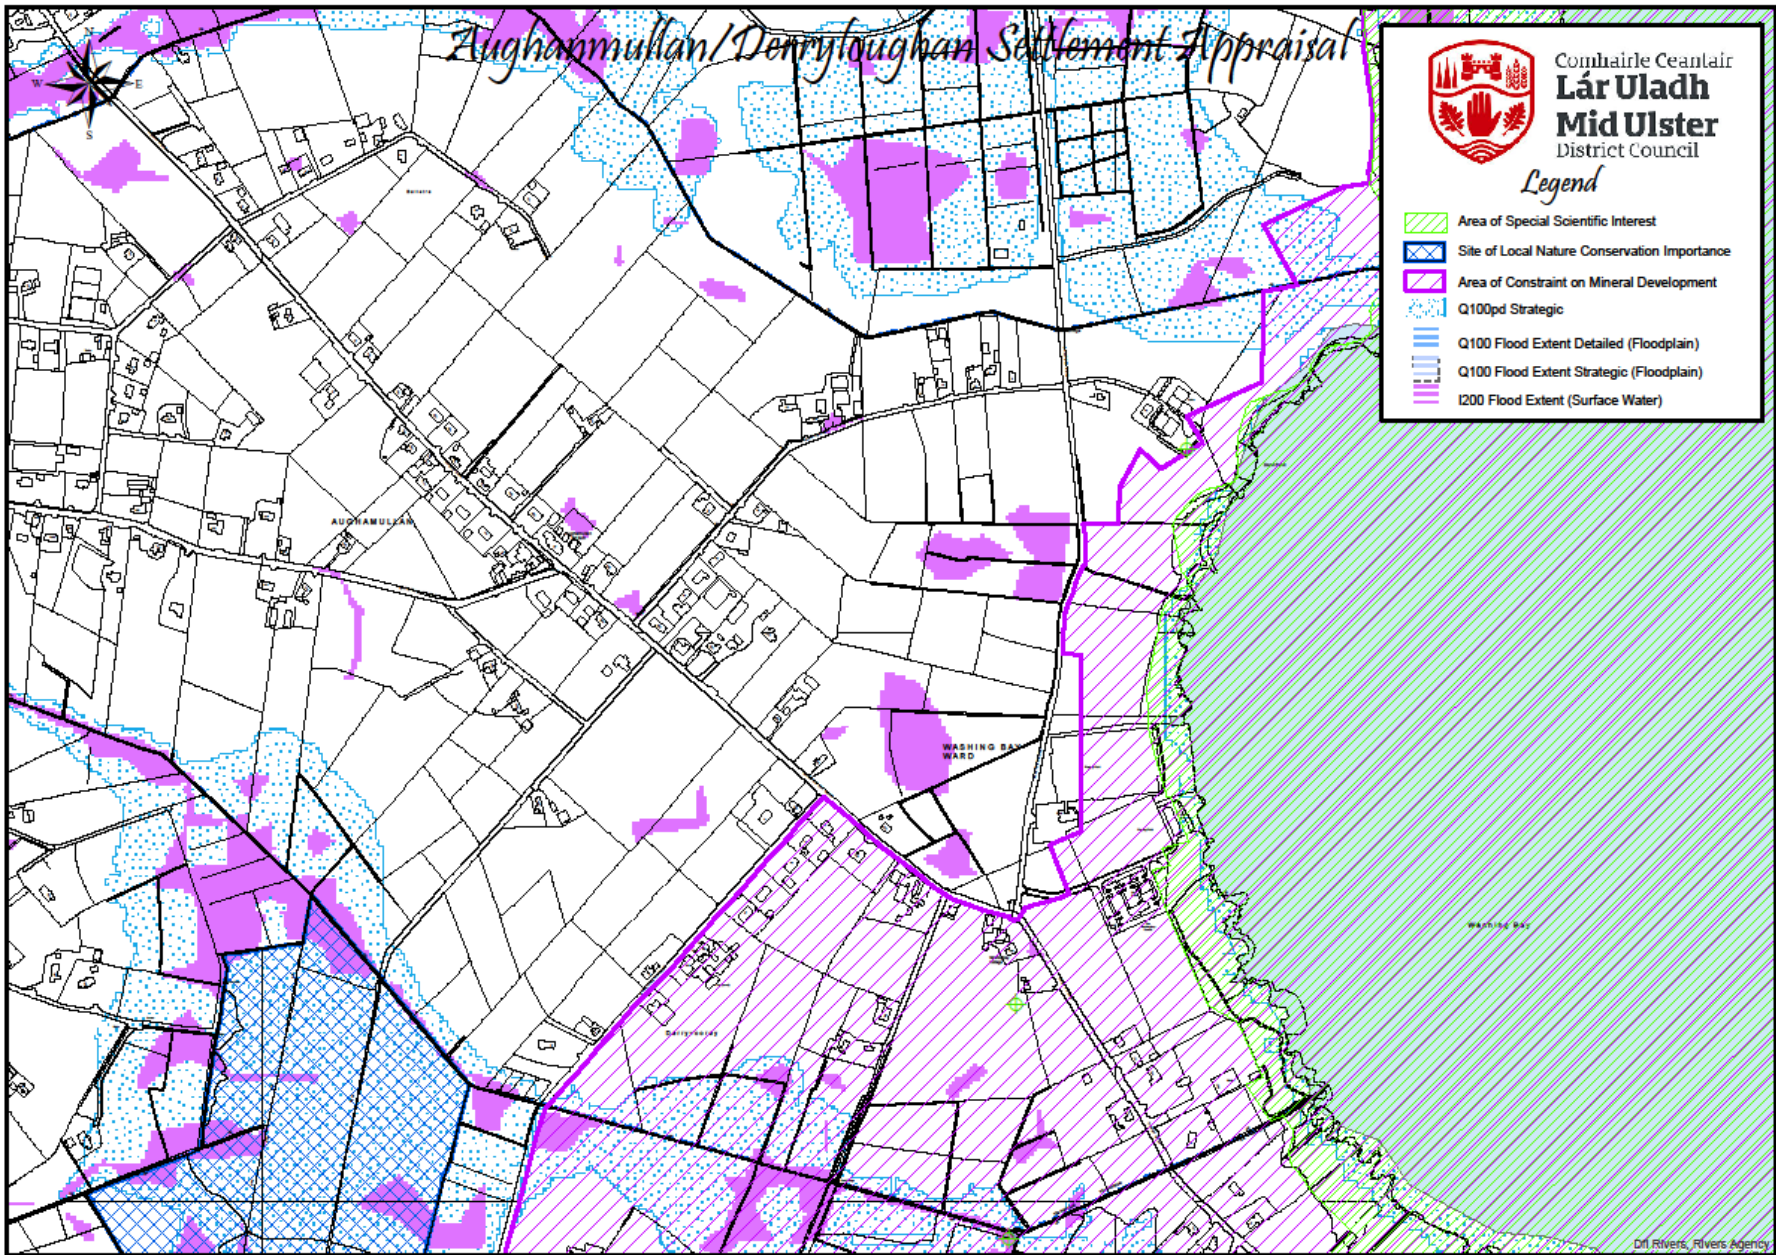 Aughanmullan/Derryloughan Settlement Appraisal
N
W
E
S
Comhairle Ceantair
Lár Uladh
Mid Ulster
District Council
Legend
Area of Special Scientific Interest
Site of Local Nature Conservation Importance
Area of Constraint on Mineral Development
Q100pd Strategic
Q100 Flood Extent Detailed (Floodplain)
Q100 Flood Extent Strategic (Floodplain)
I200 Flood Extent (Surface Water)
AUGHAMULLAN
WASHING BAY
WARD
Washing Bay
DfI Rivers, Rivers Agency